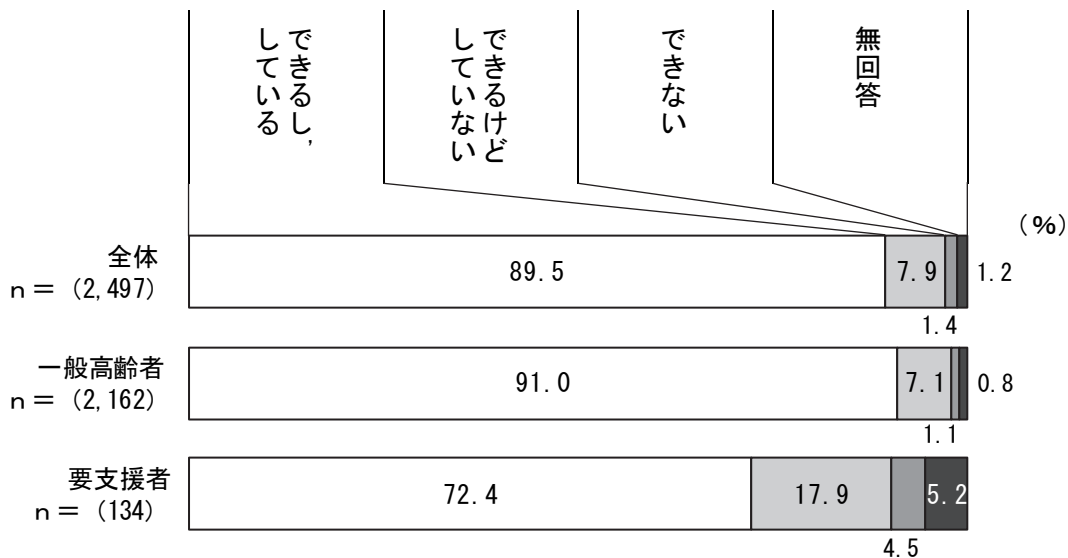 できるし，
している
できるけど
していない
できない
無回答
（％）
全体
ｎ＝（2,497）
89.5
7.9
1.2
1.4
一般高齢者
ｎ＝（2,162）
91.0
7.1
0.8
1.1
要支援者
ｎ＝（134）
72.4
17.9
5.2
4.5